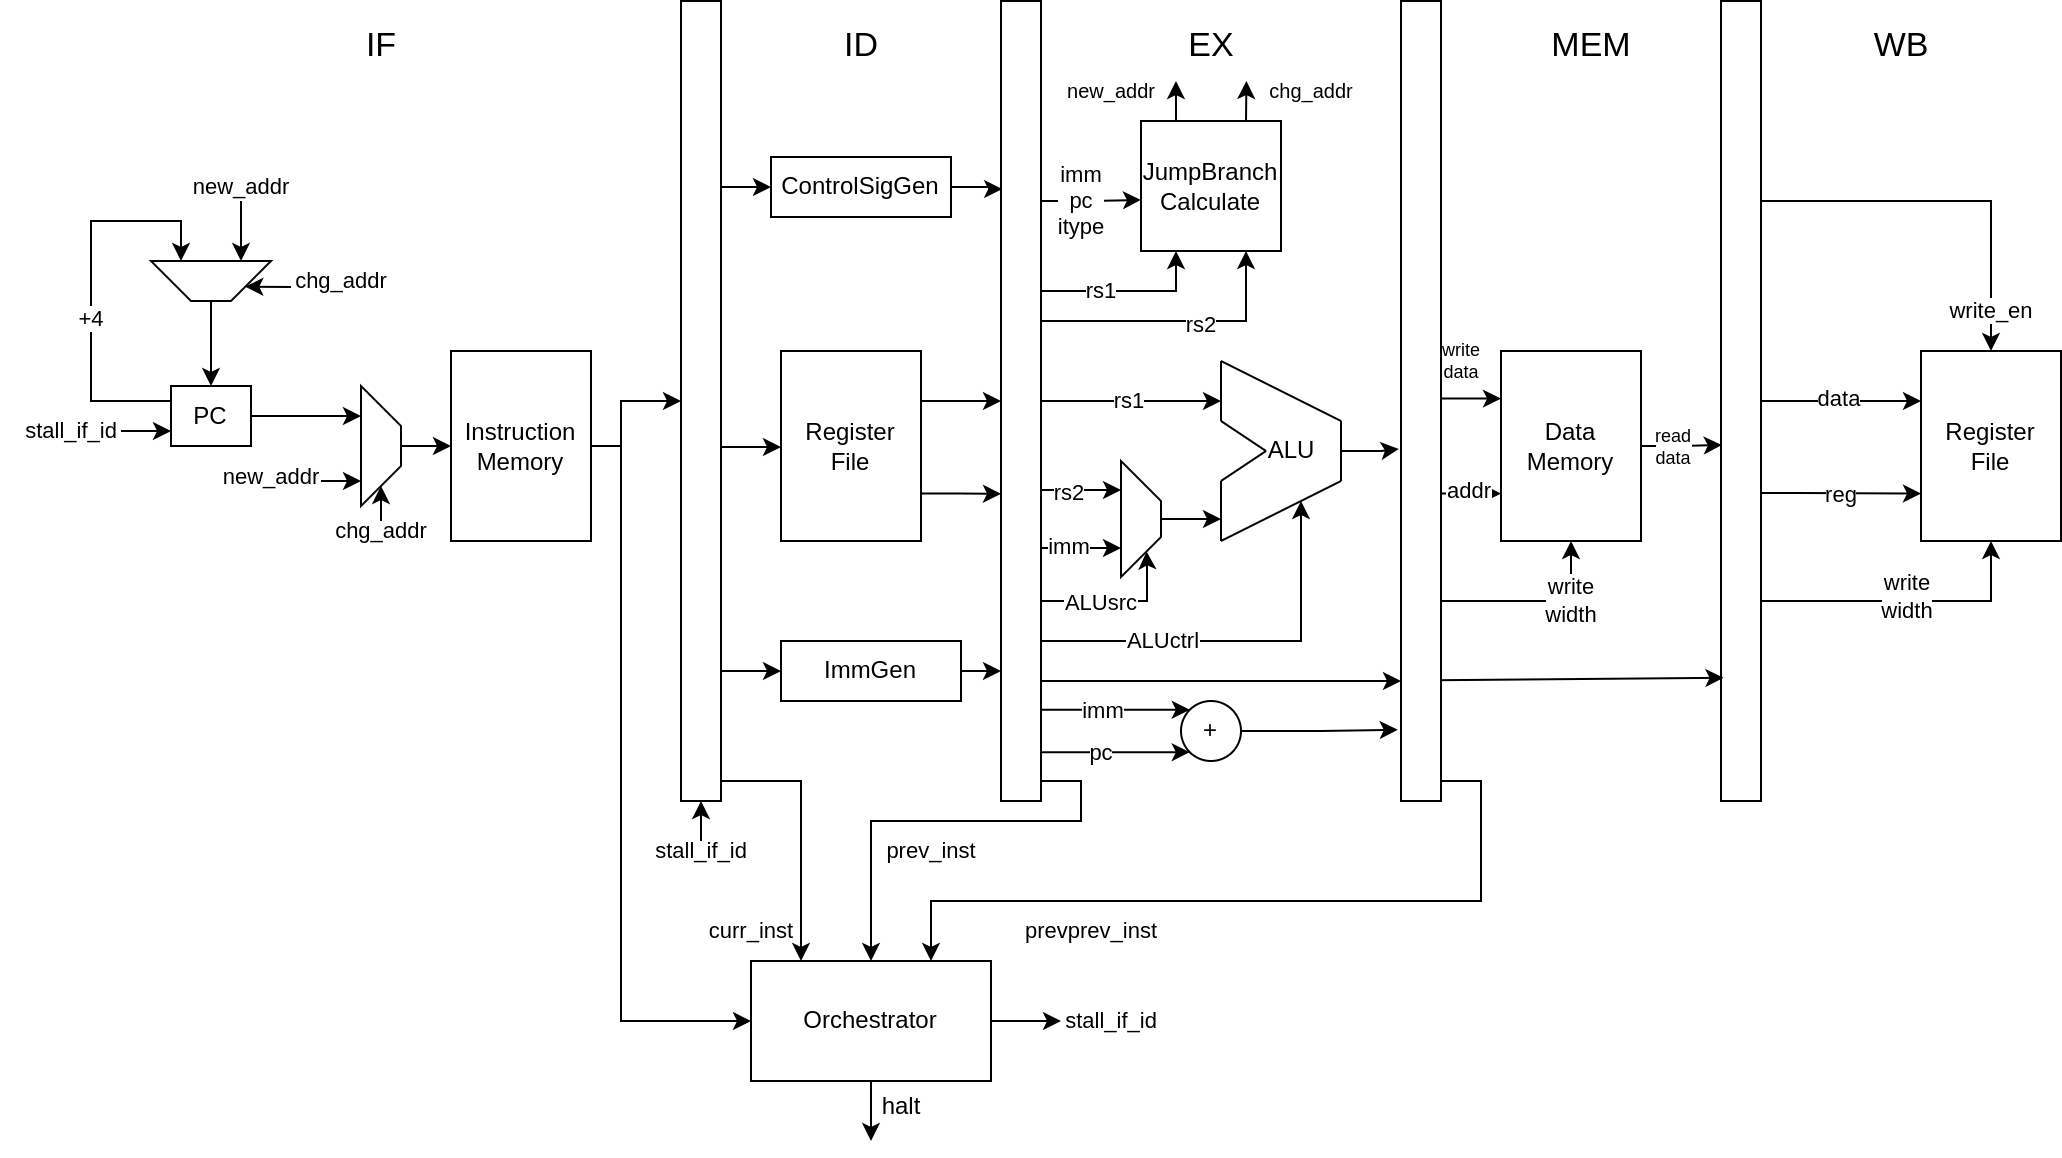 IF
ID
EX
MEM
WB
new_addr
chg_addr
+4
PC
stall_if_id
new_addr
chg_addr
Instruction
Memory
stall_if_id
ControlSigGen
Register
File
ImmGen
new_addr
chg_addr
imm
pc
itype
JumpBranch
Calculate
rs1
rs2
rs1
ALU
rs2
imm
ALUsrc
ALUctrl
imm
+
pc
write
data
addr
Data
Memory
read
data
write
width
write_en
data
Register
File
reg
write
width
prev_inst
curr_inst
prevprev_inst
Orchestrator
stall_if_id
halt